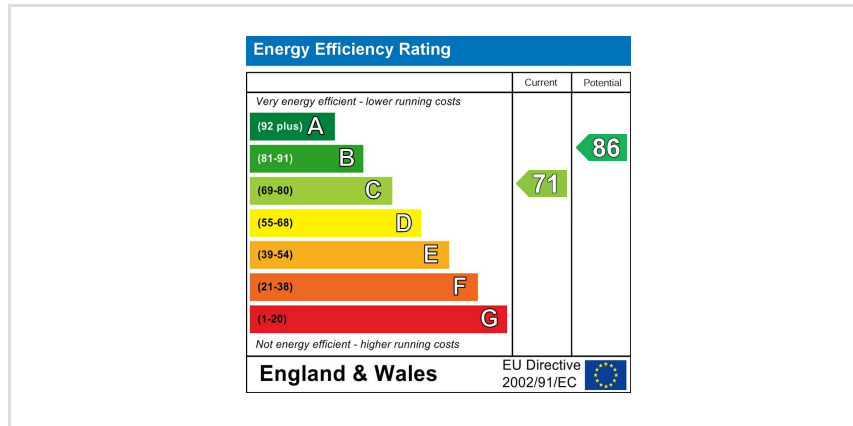 Energy Efficiency Rating
Current Potential
Very energy efficient - lower running costs
(92 plus) A
(81-91) B
86
(69-80) C
71
(55-68) D
(39-54) E
(21-38) F
(1-20) G
Not energy efficient - higher running costs
England & Wales
EU Directive
2002/91/EC